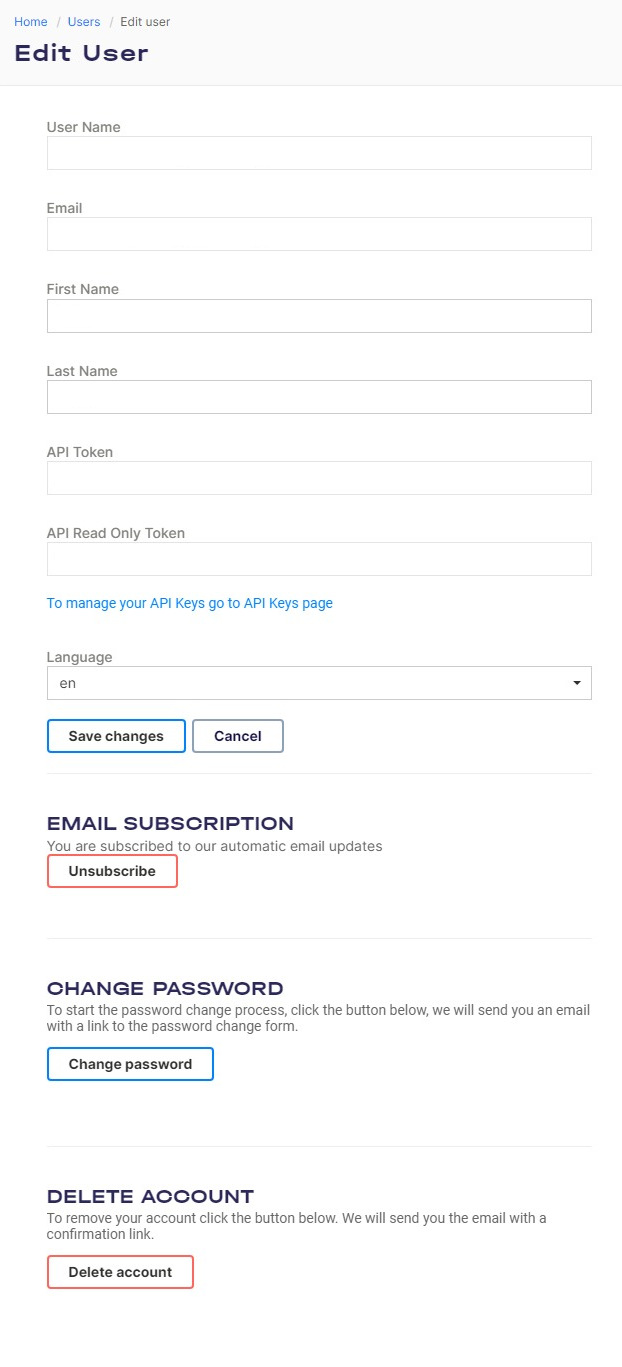 Home / Users / Edit user
Edit User
User Name
Email
First Name
Last Name
API Token
API Read Only Token
To manage your API Keys go to API Keys page
Language
en
Save changes Cancel
EMAIL SUBSCRIPTION
You are subscribed to our automatic email updates
Unsubscribe
CHANGE PASSWORD
To start the password change process, click the button below, we will send you an email
with a link to the password change form.
Change password
DELETE ACCOUNT
To remove your account click the button below. We will send you the email with a
confirmation link.
Delete account